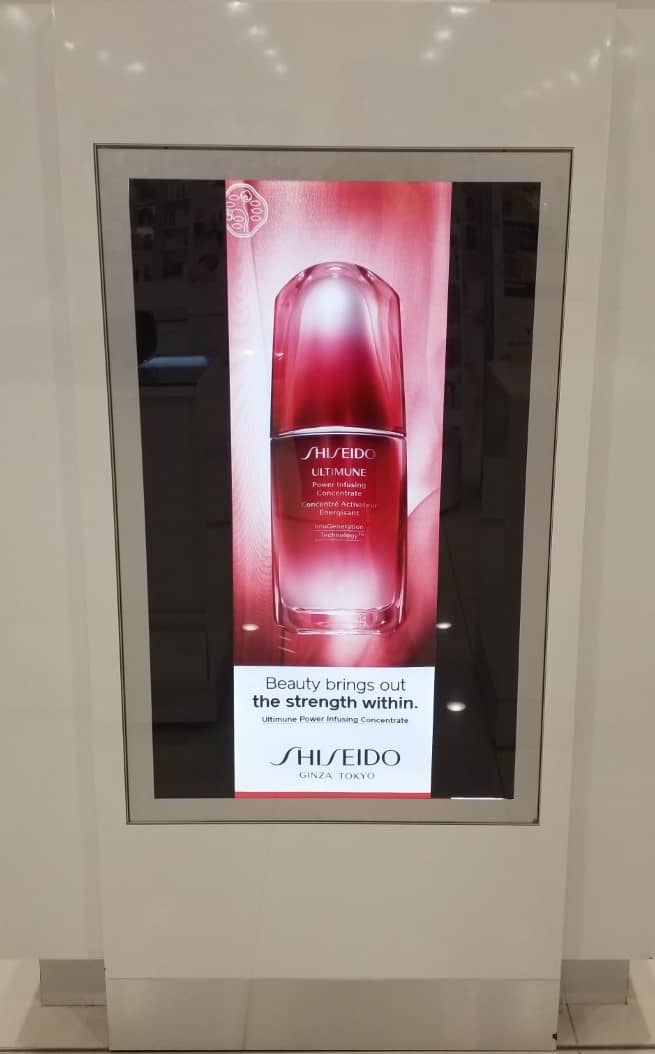 SHISEIDO
ULTIMUNE
Power Infusing
Concentrate
Concentré Activateur
Energisant
ImuGeneration
Technology™
Beauty brings out
the strength within.
Ultimune Power Infusing Concentrate
SHISEIDO
GINZA TOKYO